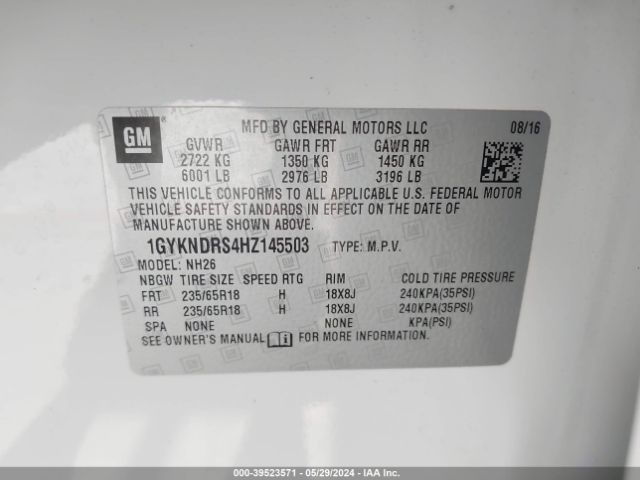 GM
MFD BY GENERAL MOTORS LLC 08/16
GVWR GAWR FRT GAWR RR
2722 KG 1350 KG 1450 KG
6001 LB 2976 LB 3196 LB
THIS VEHICLE CONFORMS TO ALL APPLICABLE U.S. FEDERAL MOTOR
VEHICLE SAFETY STANDARDS IN EFFECT ON THE DATE OF
MANUFACTURE SHOWN ABOVE.
1GYKNDRS4HZ145503 TYPE: M.P.V.
MODEL: NH26
NBGW TIRE SIZE SPEED RTG RIM COLD TIRE PRESSURE
FRT 235/65R18 H 18X8J 240KPA(35PSI)
RR 235/65R18 H 18X8J 240KPA(35PSI)
SPA NONE NONE KPA(PSI)
SEE OWNER'S MANUAL FOR MORE INFORMATION.
000-39523571 - 05/29/2024 - IAA Inc.